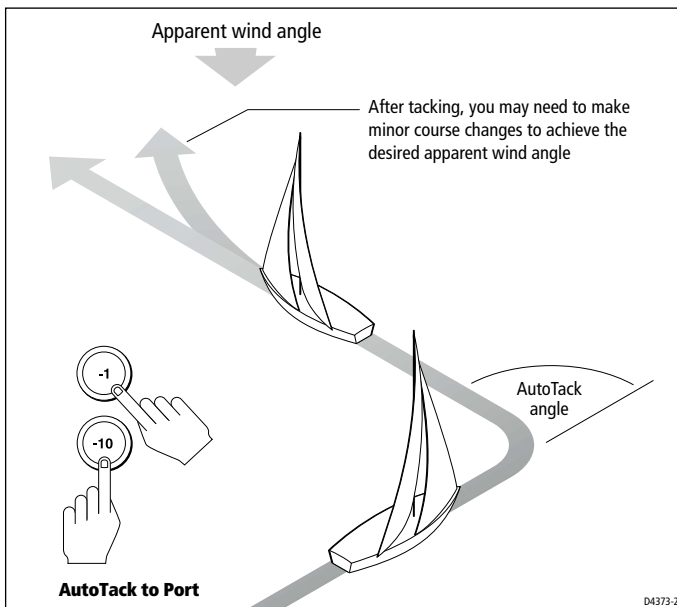 Apparent wind angle
After tacking, you may need to make
minor course changes to achieve the
desired apparent wind angle
-1
-10
AutoTack
angle
AutoTack to Port
D4373-2